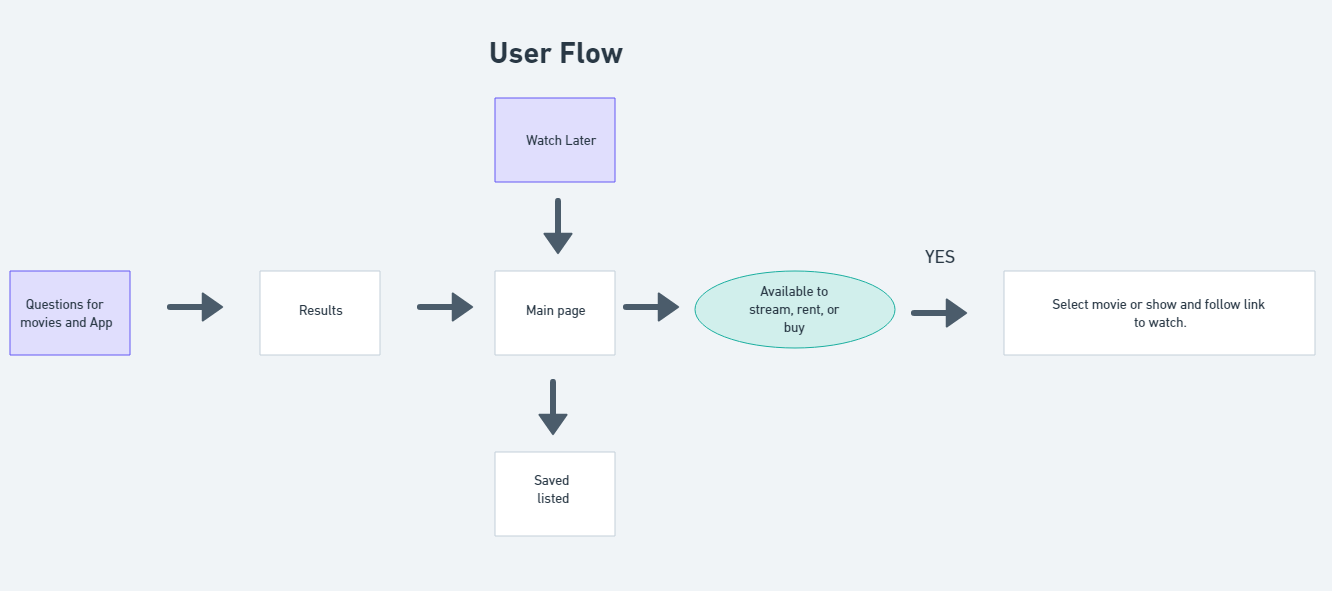 User Flow
Watch Later
YES
Questions for
movies and App
Results
Main page
Available to
stream, rent, or
buy
Select movie or show and follow link
to watch.
Saved
listed